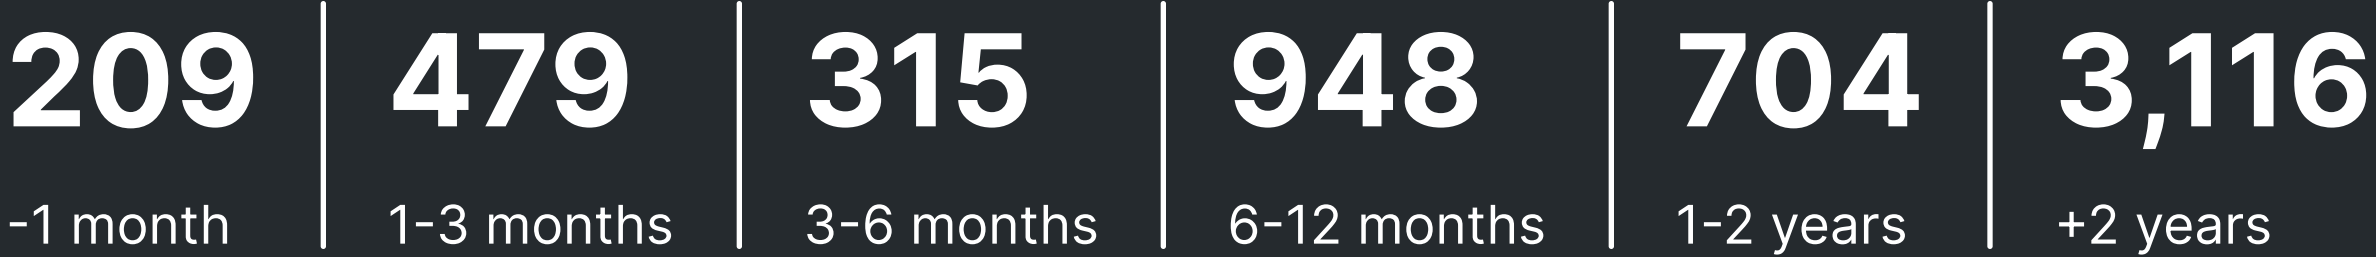 209 479 315 948 704 3,116
-1 month 1-3 months 3-6 months 6-12 months 1-2 years +2 years